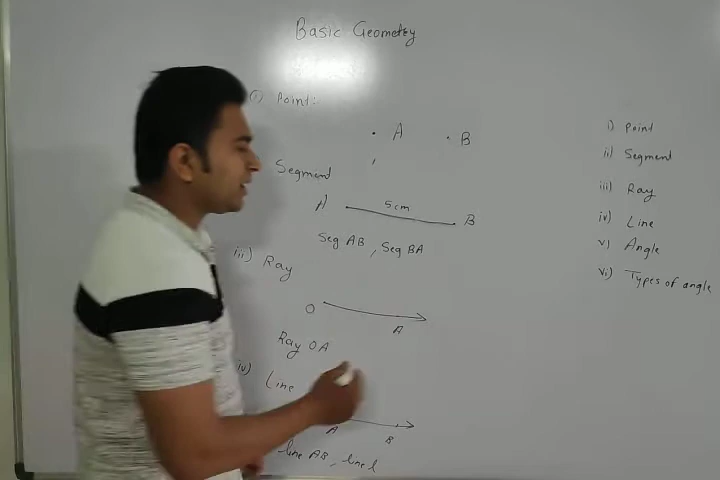 Basic Geometry
(i) Point:
A
B
Segment
A 5cm B
Seg AB, Seg BA
iii) Ray
O A
Ray OA
iv) Line
A B
line AB, line l
i) Point
ii) Segment
iii) Ray
iv) Line
v) Angle
vi) Types of angle